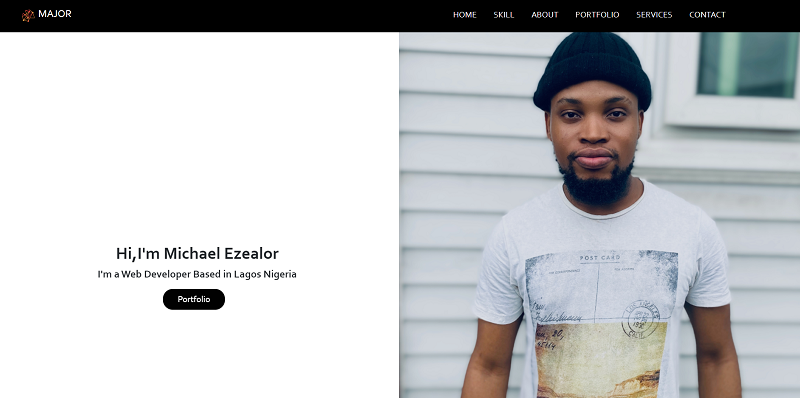 MAJOR
HOME SKILL ABOUT PORTFOLIO SERVICES CONTACT
Hi,I'm Michael Ezealor
I'm a Web Developer Based in Lagos Nigeria
Portfolio
POST CARD